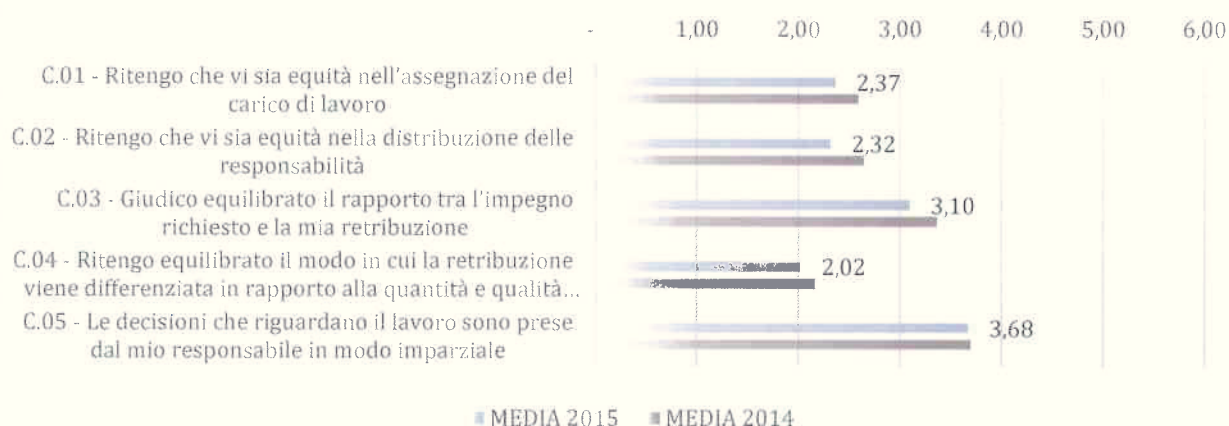 - 1,00 2,00 3,00 4,00 5,00 6,00
C.01 - Ritengo che vi sia equità nell'assegnazione del
carico di lavoro
2,37
C.02 - Ritengo che vi sia equità nella distribuzione delle
responsabilità
2,32
C.03 - Giudico equilibrato il rapporto tra l'impegno
richiesto e la mia retribuzione
3,10
C.04 - Ritengo equilibrato il modo in cui la retribuzione
viene differenziata in rapporto alla quantità e qualità...
2,02
C.05 - Le decisioni che riguardano il lavoro sono prese
dal mio responsabile in modo imparziale
3,68
MEDIA 2015 MEDIA 2014